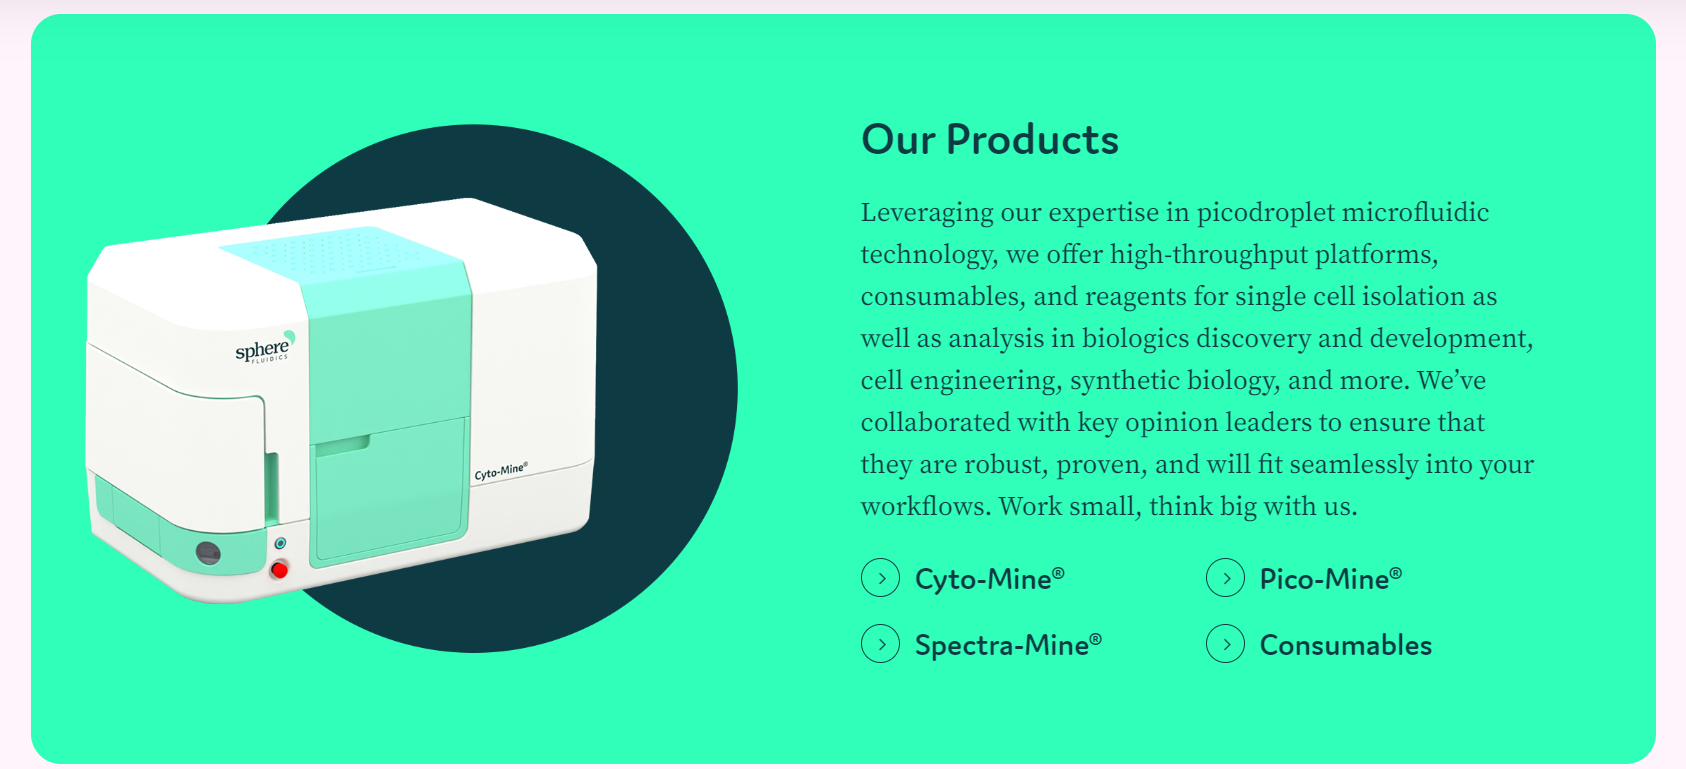 sphere
FLUIDICS
Cyto-Mine®
Our Products
Leveraging our expertise in picodroplet microfluidic
technology, we offer high-throughput platforms,
consumables, and reagents for single cell isolation as
well as analysis in biologics discovery and development,
cell engineering, synthetic biology, and more. We’ve
collaborated with key opinion leaders to ensure that
they are robust, proven, and will fit seamlessly into your
workflows. Work small, think big with us.
Cyto-Mine®
Pico-Mine®
Spectra-Mine®
Consumables